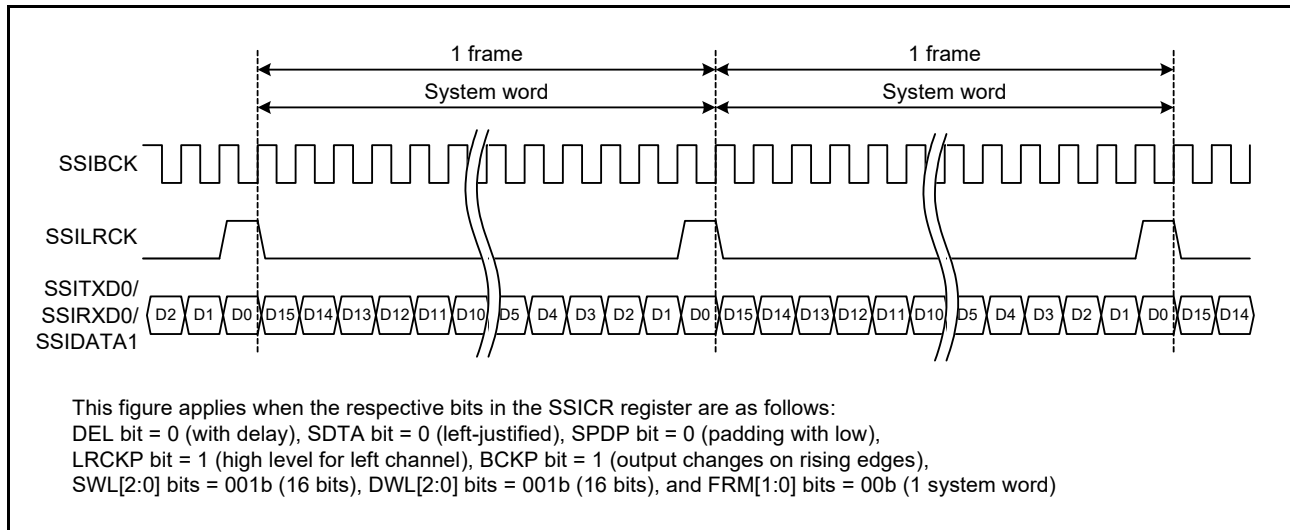 1 frame 1 frame
System word System word
SSIBCK
SSILRCK
SSITXD0/
SSIRXD0/
SSIDATA1
D2 D1 D0 D15 D14 D13 D12 D11 D10 D5 D4 D3 D2 D1 D0 D15 D14 D13 D12 D11 D10 D5 D4 D3 D2 D1 D0 D15 D14
This figure applies when the respective bits in the SSICR register are as follows:
DEL bit = 0 (with delay), SDTA bit = 0 (left-justified), SPDP bit = 0 (padding with low),
LRCKP bit = 1 (high level for left channel), BCKP bit = 1 (output changes on rising edges),
SWL[2:0] bits = 001b (16 bits), DWL[2:0] bits = 001b (16 bits), and FRM[1:0] bits = 00b (1 system word)